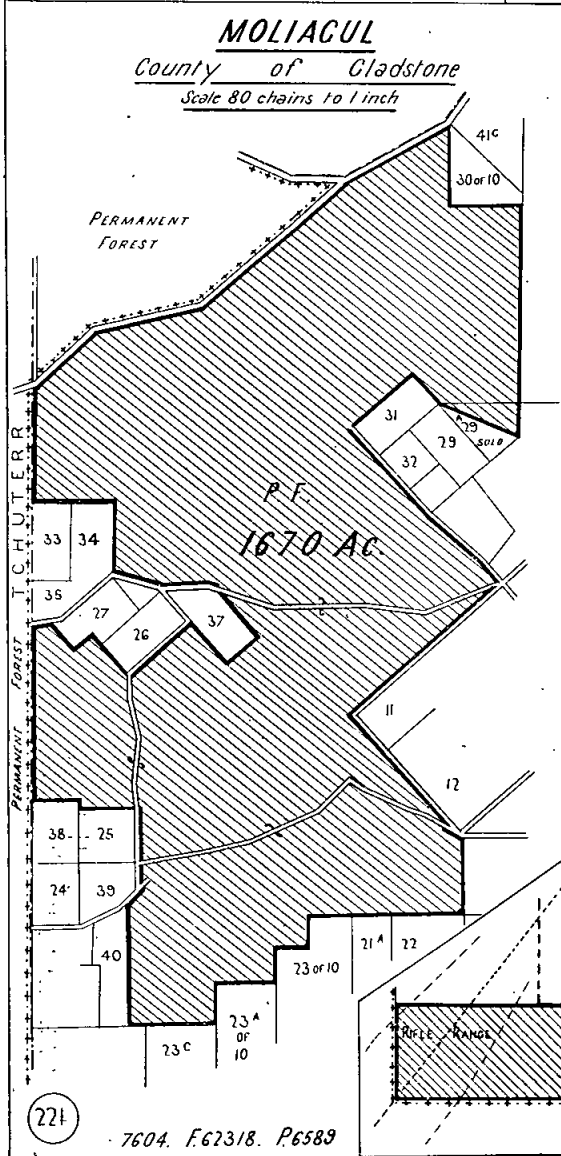 MOLIAGUL
County of Gladstone
Scale 80 chains to 1 inch
41C
30 of 10
PERMANENT
FOREST
31
A
29
29
SOLD
32
P.F.
1670 Ac.
TCHUTERR
33
34
35
27
26
37
PERMANENT FOREST
11
12
38
25
24
39
40
23 of 10
21A
22
23A
OF
10
23C
RIFLE RANGE
221
7604. F.62318. P.6589